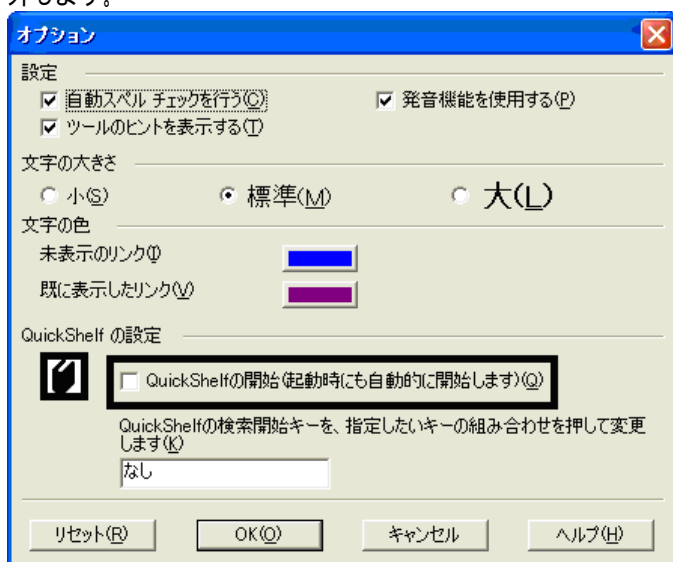 外します。
オプション
設定
自動スペル チェックを行う(C)
発音機能を使用する(P)
ツールのヒントを表示する(T)
文字の大きさ
小(S)
標準(M)
大(L)
文字の色
未表示のリンク(I)
既に表示したリンク(V)
QuickShelf の設定
QuickShelfの開始(起動時にも自動的に開始します)(Q)
QuickShelfの検索開始キーを、指定したいキーの組み合わせを押して変更
します(K)
なし
リセット(R)
OK(O)
キャンセル
ヘルプ(H)